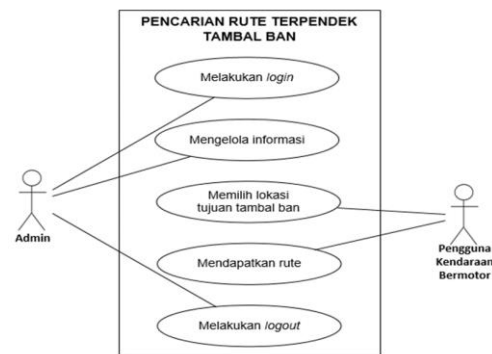 PENCARIAN RUTE TERPENDEK
TAMBAL BAN
Melakukan login
Mengelola informasi
Memilih lokasi
tujuan tambal ban
Mendapatkan rute
Melakukan logout
Admin
Pengguna
Kendaraan
Bermotor